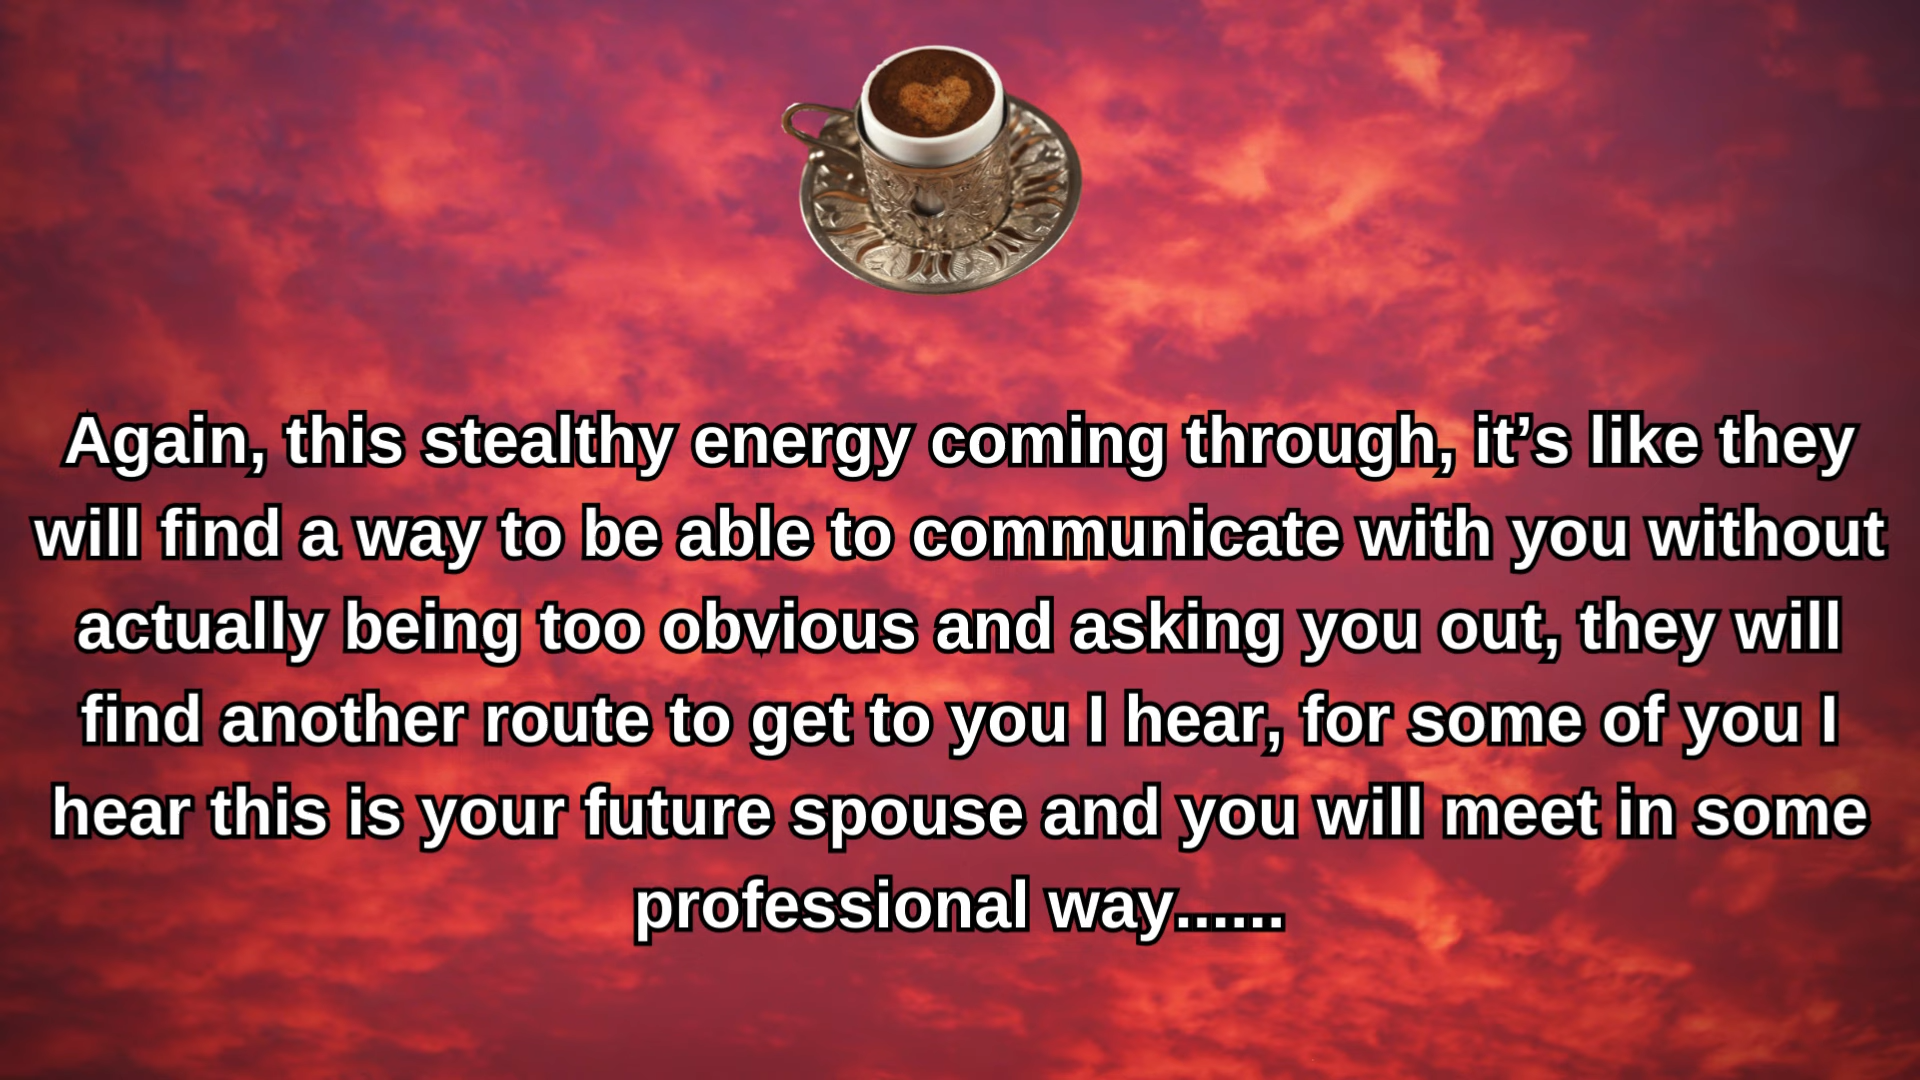 Again, this stealthy energy coming through, it’s like they
will find a way to be able to communicate with you without
actually being too obvious and asking you out, they will
find another route to get to you I hear, for some of you I
hear this is your future spouse and you will meet in some
professional way......